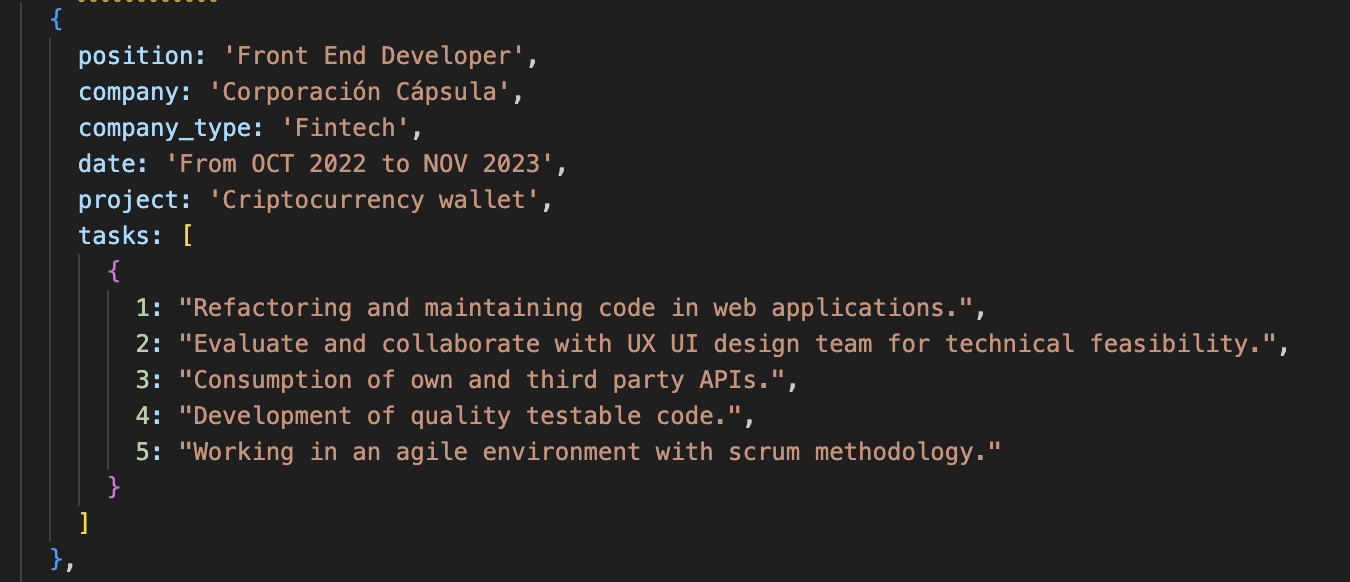 {
position: 'Front End Developer',
company: 'Corporación Cápsula',
company_type: 'Fintech',
date: 'From OCT 2022 to NOV 2023',
project: 'Criptocurrency wallet',
tasks: [
{
1: "Refactoring and maintaining code in web applications.",
2: "Evaluate and collaborate with UX UI design team for technical feasibility.",
3: "Consumption of own and third party APIs.",
4: "Development of quality testable code.",
5: "Working in an agile environment with scrum methodology."
}
]
},